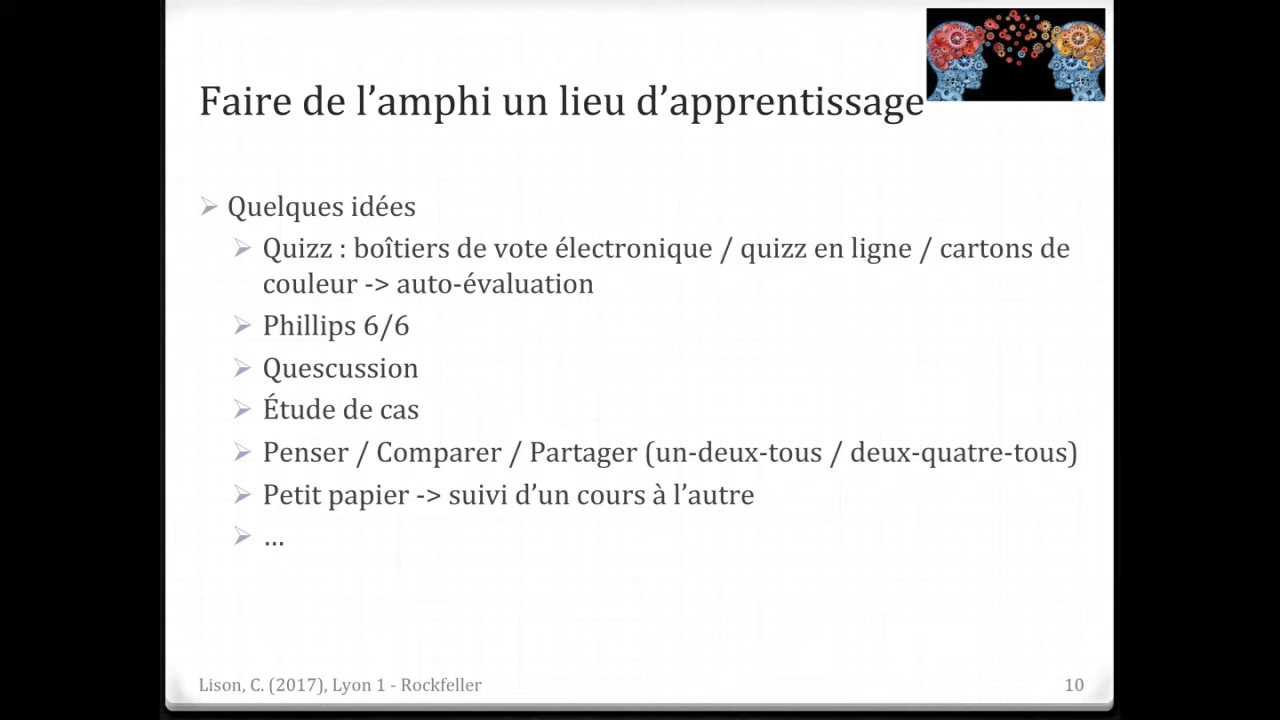 Faire de l’amphi un lieu d’apprentissage
Quelques idées
Quizz : boîtiers de vote électronique / quizz en ligne / cartons de
couleur -> auto-évaluation
Phillips 6/6
Quescussion
Étude de cas
Penser / Comparer / Partager (un-deux-tous / deux-quatre-tous)
Petit papier -> suivi d’un cours à l’autre
…
Lison, C. (2017), Lyon 1 - Rockfeller
10